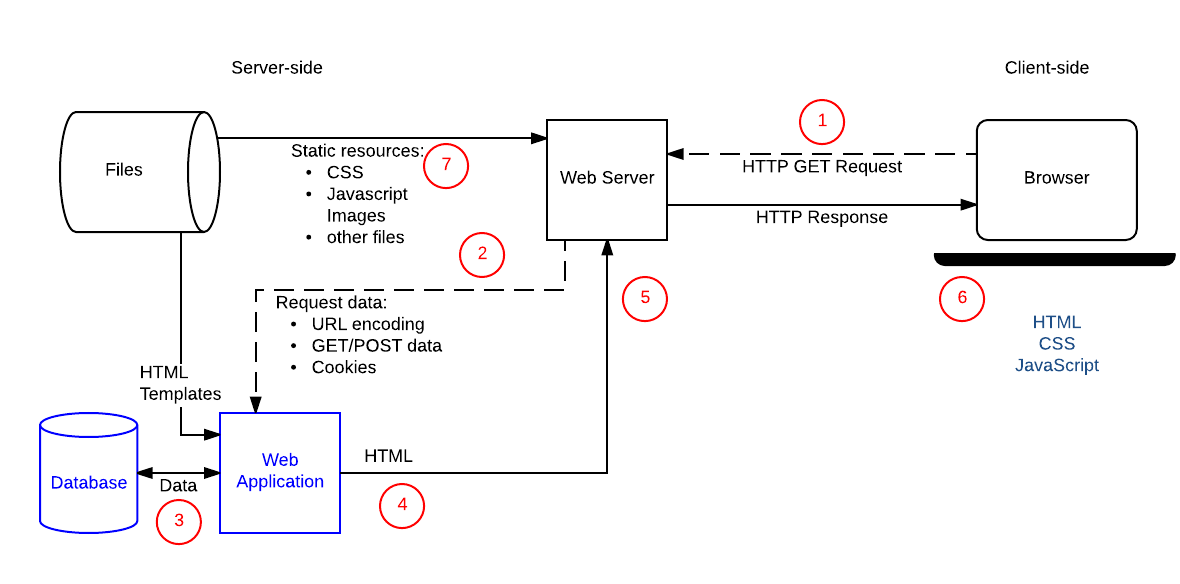 Server-side
Client-side
1
Files
Static resources:
• CSS
• Javascript
Images
• other files
7
Web Server
HTTP GET Request
HTTP Response
Browser
2
Request data:
• URL encoding
• GET/POST data
• Cookies
5
6
HTML
CSS
JavaScript
HTML
Templates
Database
Data
3
Web
Application
HTML
4